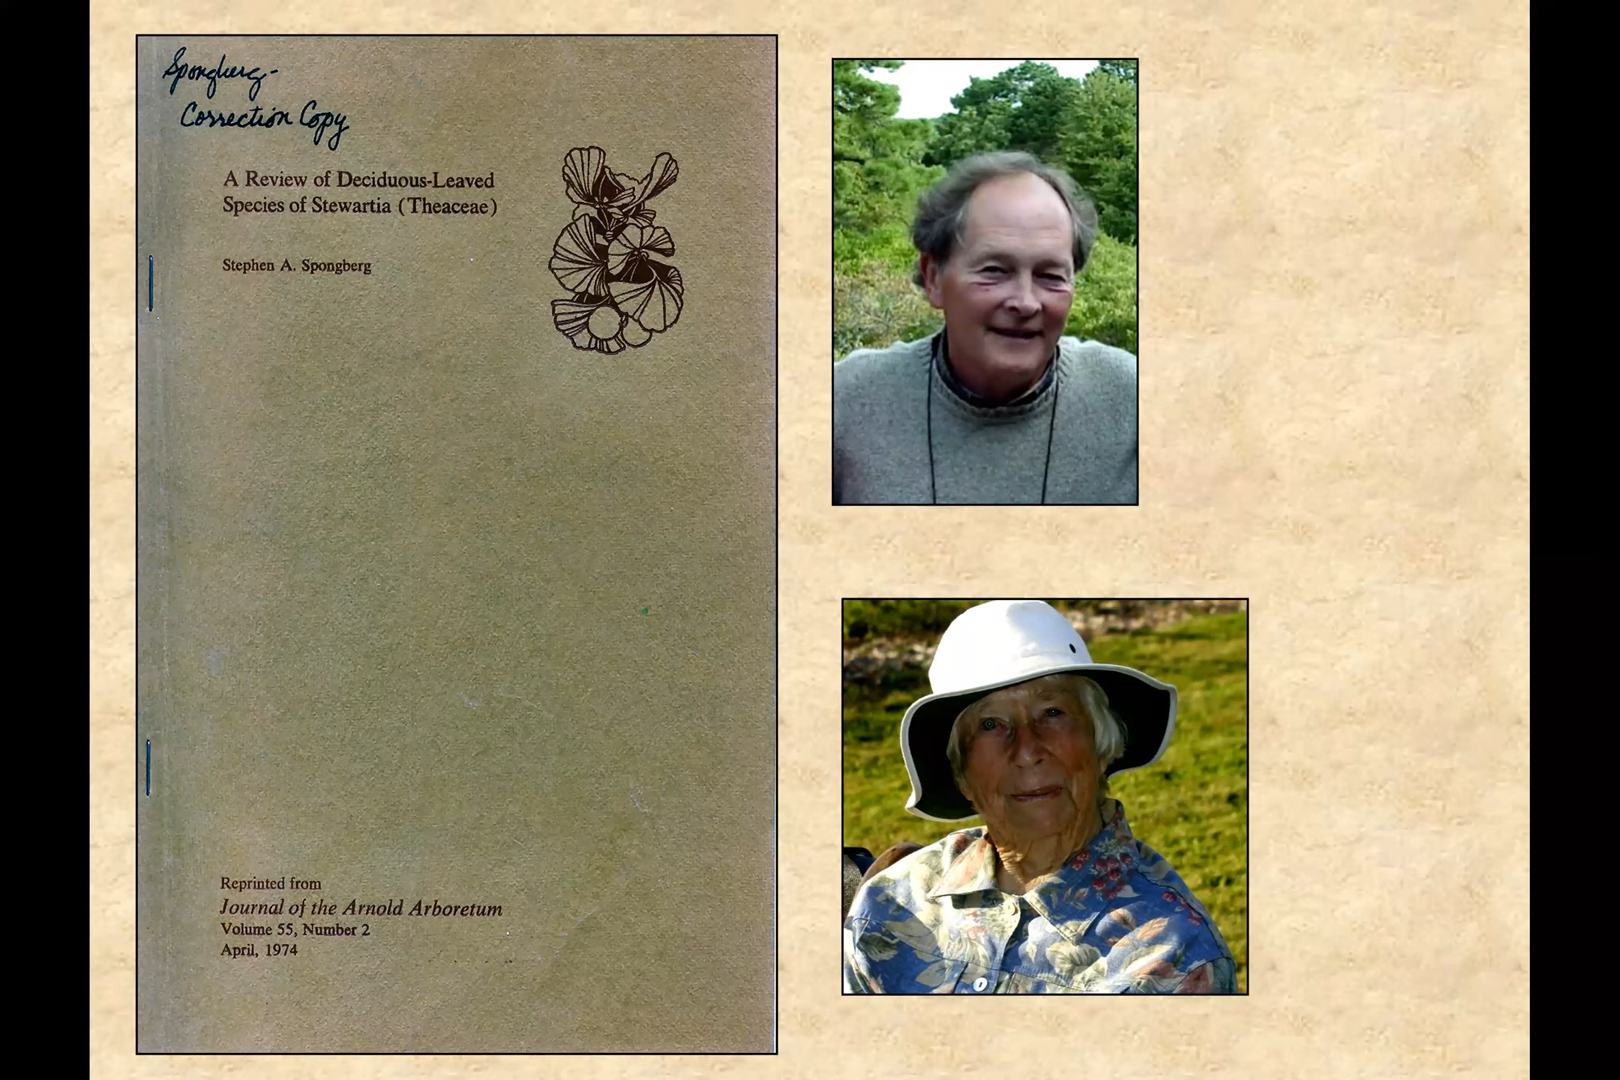 Spongberg-
Correction Copy
A Review of Deciduous-Leaved
Species of Stewartia (Theaceae)
Stephen A. Spongberg
Reprinted from
Journal of the Arnold Arboretum
Volume 55, Number 2
April, 1974